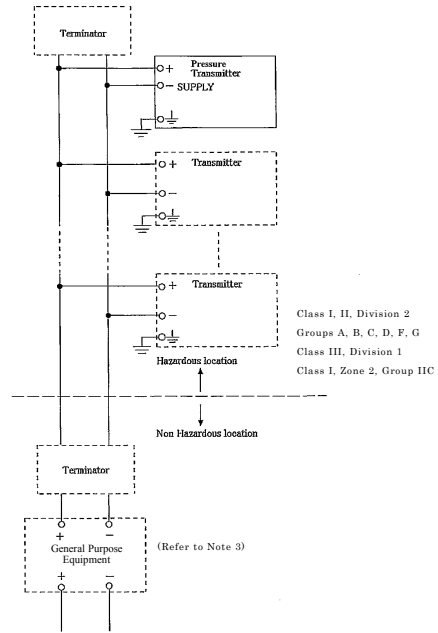 Terminator
+
Pressure
Transmitter
− SUPPLY
+
Transmitter
−
+
Transmitter
−
Class I, II, Division 2
Groups A, B, C, D, F, G
Class III, Division 1
Class I, Zone 2, Group IIC
Hazardous location
Non Hazardous location
Terminator
+ −
General Purpose
Equipment
(Refer to Note 3)
+ −